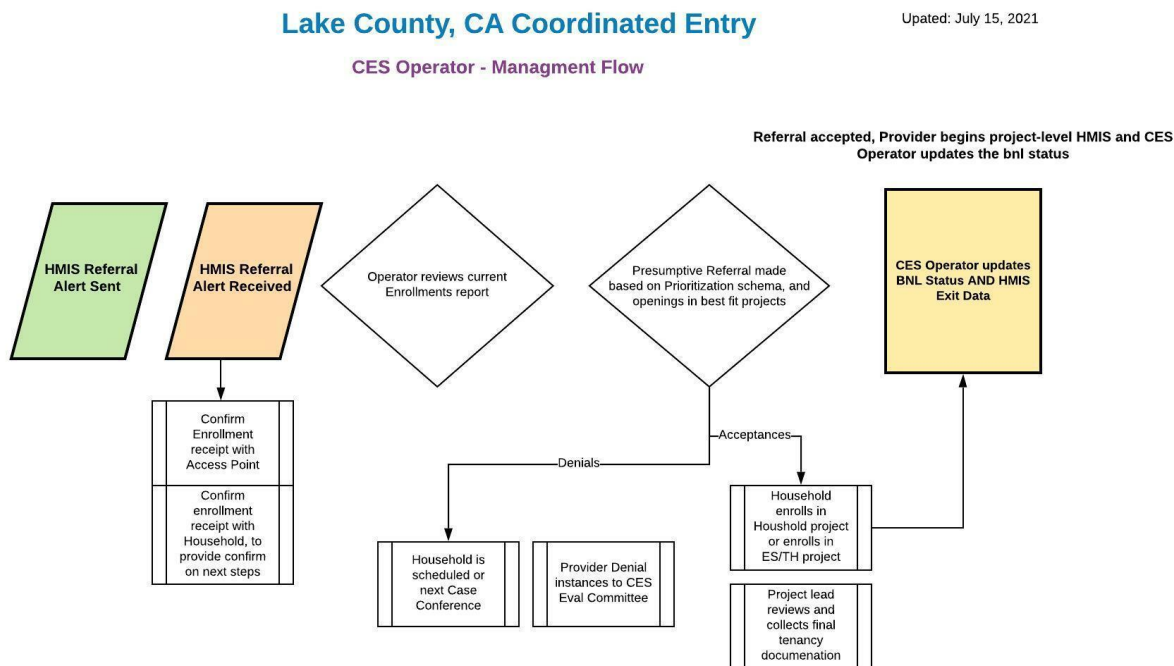 Lake County, CA Coordinated Entry
Upated: July 15, 2021
CES Operator - Managment Flow
Referral accepted, Provider begins project-level HMIS and CES
Operator updates the bnl status
HMIS Referral
Alert Sent
HMIS Referral
Alert Received
Operator reviews current
Enrollments report
Presumptive Referral made
based on Prioritization schema, and
openings in best fit projects
CES Operator updates
BNL Status AND HMIS
Exit Data
Confirm
Enrollment
receipt with
Access Point
Confirm
enrollment
receipt with
Household, to
provide confirm
on next steps
Acceptances
Denials
Household is
scheduled or
next Case
Conference
Provider Denial
instances to CES
Eval Committee
Household
enrolls in
Houshold project
or enrolls in
ES/TH project
Project lead
reviews and
collects final
tenancy
documenation